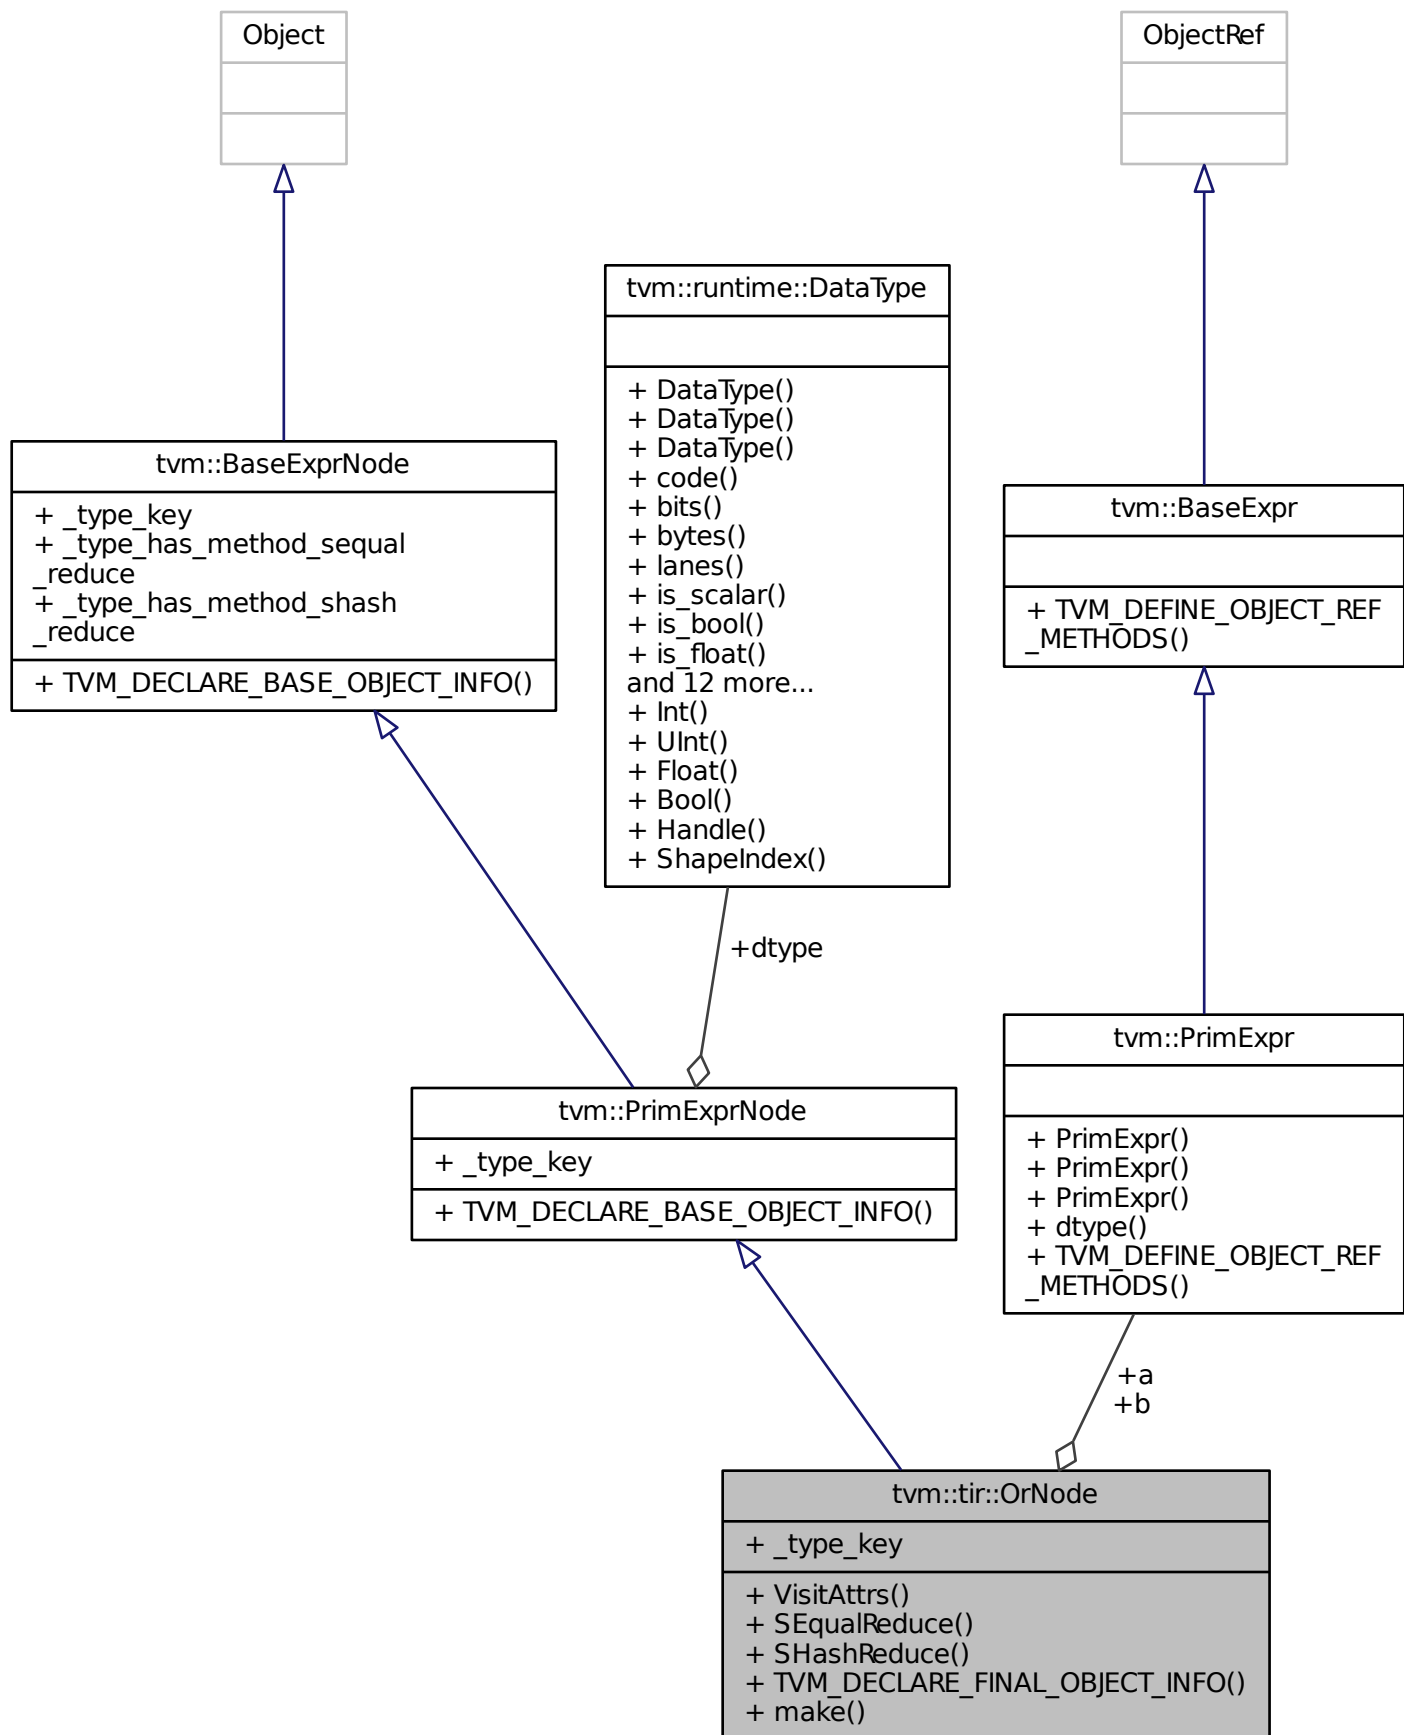 Object
ObjectRef
tvm::runtime::DataType
+ DataType()
+ DataType()
+ DataType()
+ code()
+ bits()
+ bytes()
+ lanes()
+ is_scalar()
+ is_bool()
+ is_float()
and 12 more...
+ Int()
+ UInt()
+ Float()
+ Bool()
+ Handle()
+ ShapeIndex()
tvm::BaseExprNode
+ _type_key
+ _type_has_method_sequal
_reduce
+ _type_has_method_shash
_reduce
+ TVM_DECLARE_BASE_OBJECT_INFO()
tvm::BaseExpr
+ TVM_DEFINE_OBJECT_REF
_METHODS()
+dtype
tvm::PrimExprNode
+ _type_key
+ TVM_DECLARE_BASE_OBJECT_INFO()
tvm::PrimExpr
+ PrimExpr()
+ PrimExpr()
+ PrimExpr()
+ dtype()
+ TVM_DEFINE_OBJECT_REF
_METHODS()
+a
+b
tvm::tir::OrNode
+ _type_key
+ VisitAttrs()
+ SEqualReduce()
+ SHashReduce()
+ TVM_DECLARE_FINAL_OBJECT_INFO()
+ make()